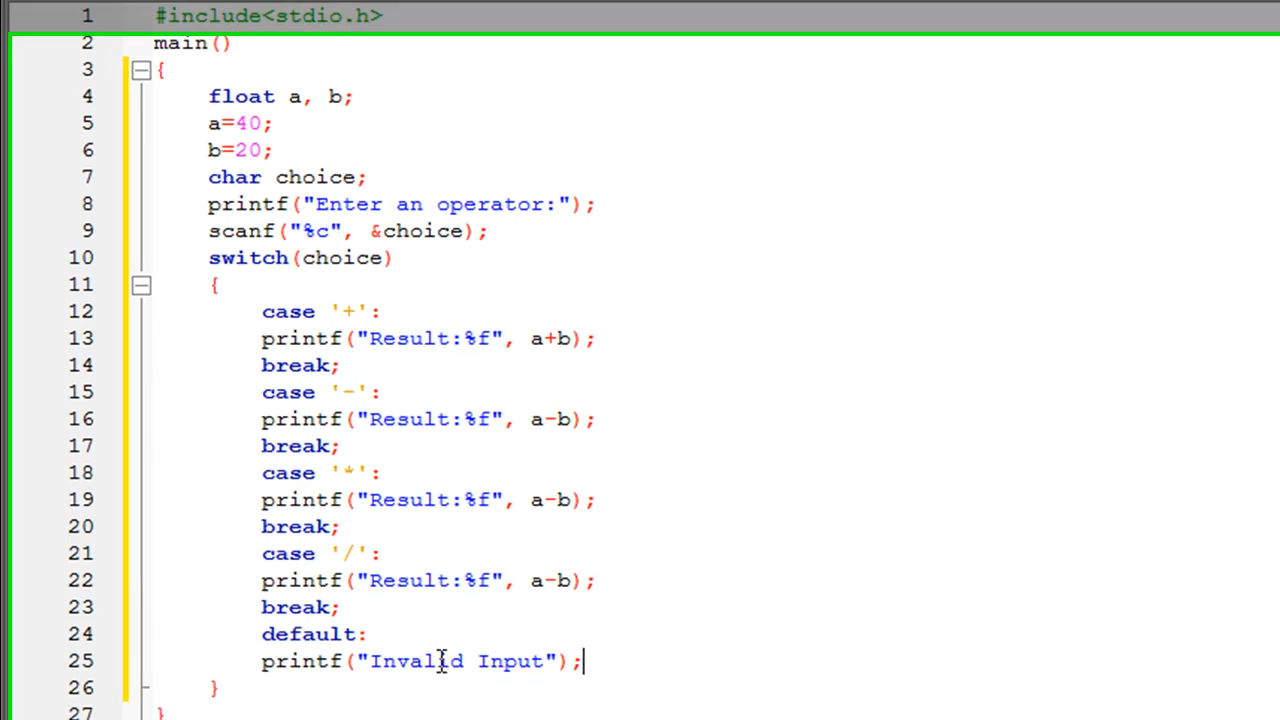 1 #include<stdio.h>
2 main()
3 {
4 float a, b;
5 a=40;
6 b=20;
7 char choice;
8 printf("Enter an operator:");
9 scanf("%c", &choice);
10 switch(choice)
11 {
12 case '+':
13 printf("Result:%f", a+b);
14 break;
15 case '-':
16 printf("Result:%f", a-b);
17 break;
18 case '*':
19 printf("Result:%f", a-b);
20 break;
21 case '/':
22 printf("Result:%f", a-b);
23 break;
24 default:
25 printf("Invalid Input");
26 }
27 }